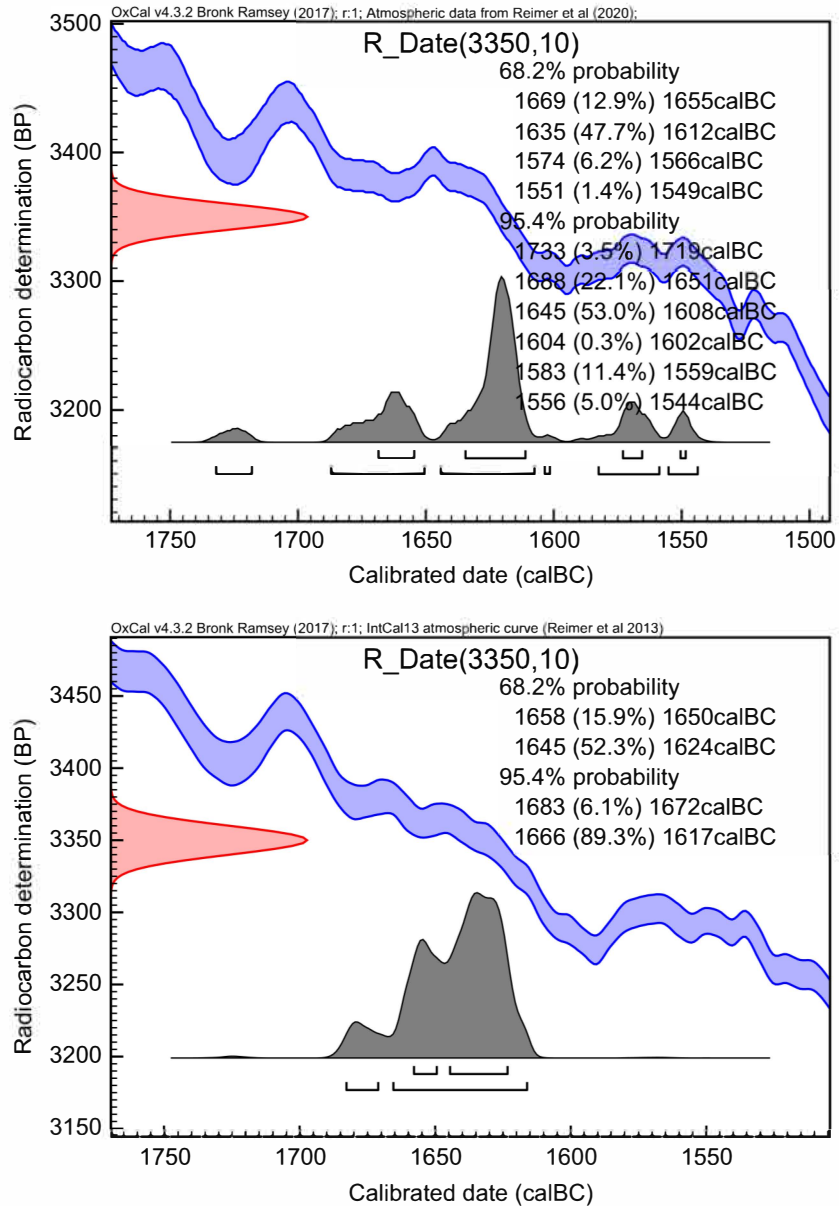 OxCal v4.3.2 Bronk Ramsey (2017); r:1; Atmospheric data from Reimer et al (2020);
R_Date(3350,10)
68.2% probability
1669 (12.9%) 1655calBC
1635 (47.7%) 1612calBC
1574 (6.2%) 1566calBC
1551 (1.4%) 1549calBC
95.4% probability
1733 (3.5%) 1719calBC
1688 (22.1%) 1651calBC
1645 (53.0%) 1608calBC
1604 (0.3%) 1602calBC
1583 (11.4%) 1559calBC
1556 (5.0%) 1544calBC
Radiocarbon determination (BP)
3500
3400
3300
3200
1750 1700 1650 1600 1550 1500
Calibrated date (calBC)
OxCal v4.3.2 Bronk Ramsey (2017); r:1; IntCal13 atmospheric curve (Reimer et al 2013)
R_Date(3350,10)
68.2% probability
1658 (15.9%) 1650calBC
1645 (52.3%) 1624calBC
95.4% probability
1683 (6.1%) 1672calBC
1666 (89.3%) 1617calBC
Radiocarbon determination (BP)
3450
3400
3350
3300
3250
3200
3150
1750 1700 1650 1600 1550
Calibrated date (calBC)